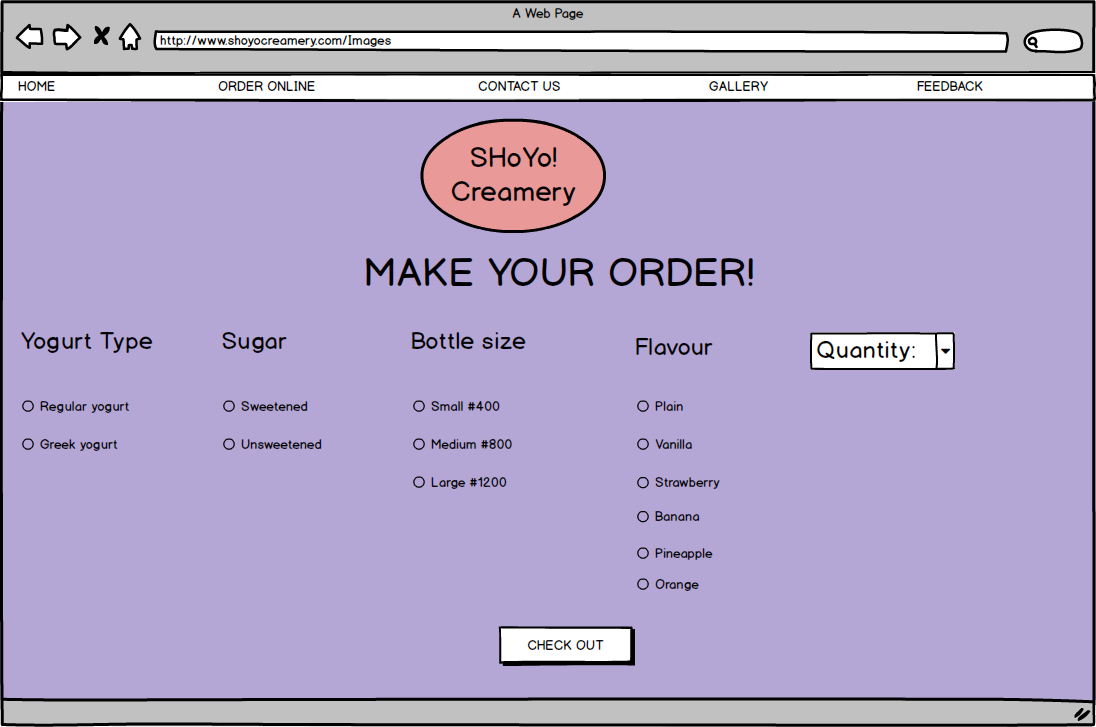 A Web Page
http://www.shoyocreamery.com/Images
HOME ORDER ONLINE CONTACT US GALLERY FEEDBACK
SHoYo!
Creamery
MAKE YOUR ORDER!
Yogurt Type
Regular yogurt
Greek yogurt
Sugar
Sweetened
Unsweetened
Bottle size
Small #400
Medium #800
Large #1200
Flavour
Plain
Vanilla
Strawberry
Banana
Pineapple
Orange
Quantity:
CHECK OUT